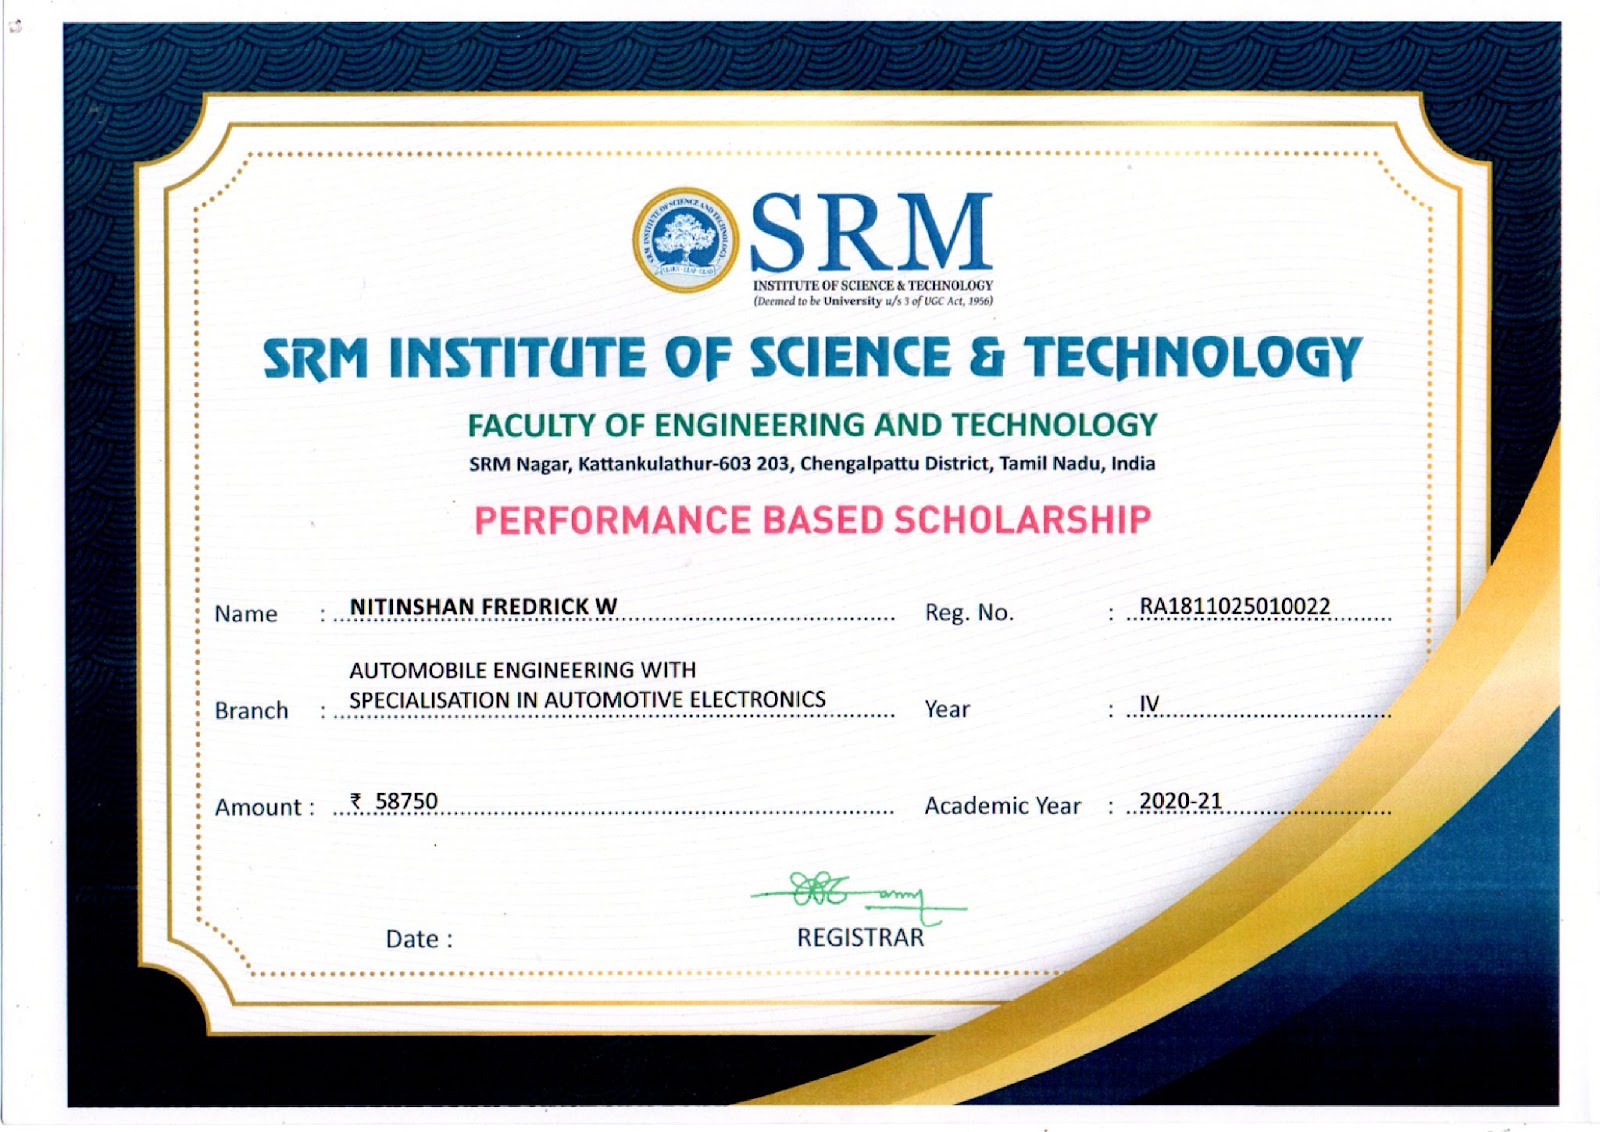 SRM INSTITUTE OF SCIENCE AND TECHNOLOGY
LEARN - LEAP - LEAD
SRM
INSTITUTE OF SCIENCE & TECHNOLOGY
(Deemed to be University u/s 3 of UGC Act, 1956)
SRM INSTITUTE OF SCIENCE & TECHNOLOGY
FACULTY OF ENGINEERING AND TECHNOLOGY
SRM Nagar, Kattankulathur-603 203, Chengalpattu District, Tamil Nadu, India
PERFORMANCE BASED SCHOLARSHIP
Name : NITINSHAN FREDRICK W Reg. No. : RA1811025010022
AUTOMOBILE ENGINEERING WITH
Branch : SPECIALISATION IN AUTOMOTIVE ELECTRONICS Year : IV
Amount : ₹ 58750 Academic Year : 2020-21
Date :
REGISTRAR